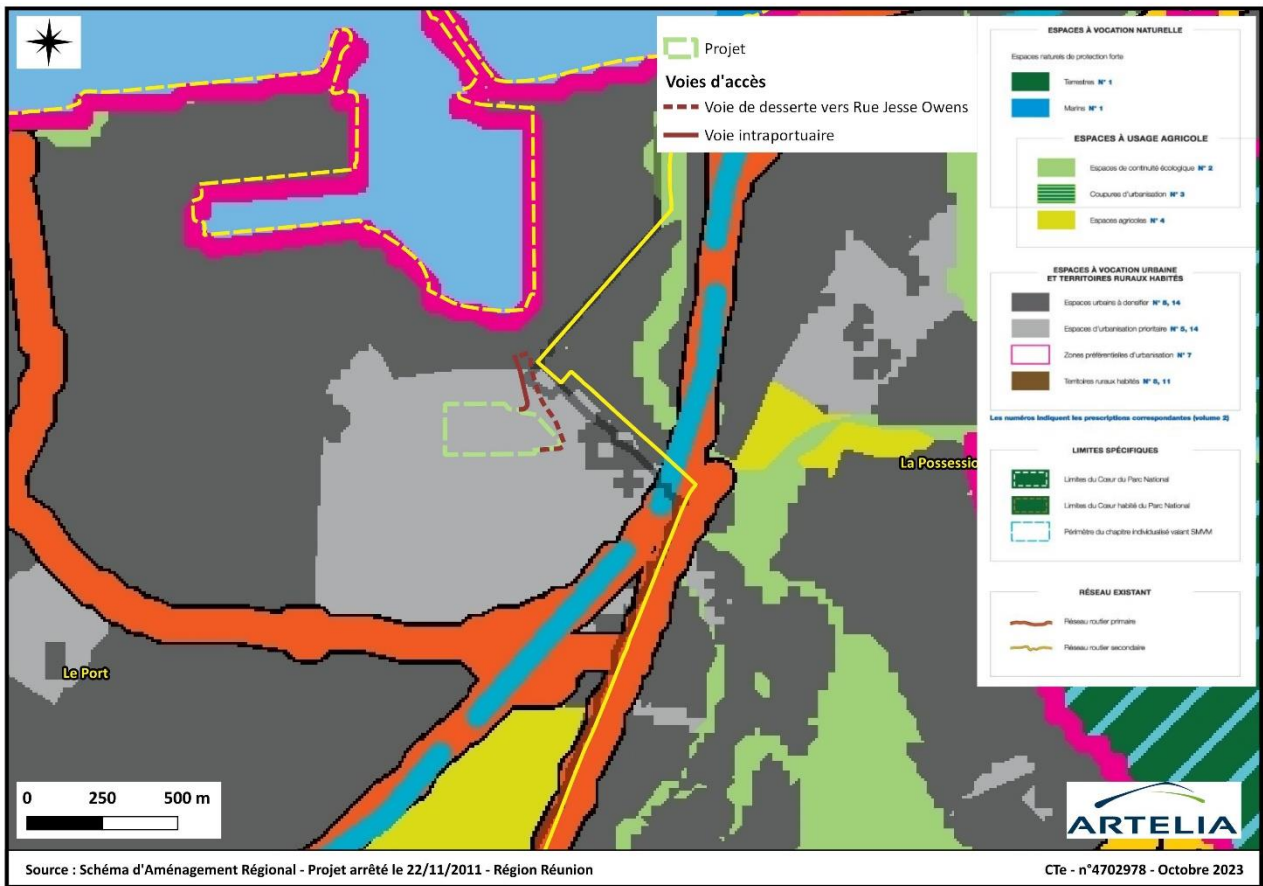 Projet
Voies d'accès
Voie de desserte vers Rue Jesse Owens
Voie intraportuaire
ESPACES À VOCATION NATURELLE
Espaces naturels de protection forte
Terrestres N° 1
Marins N° 1
ESPACES À USAGE AGRICOLE
Espaces de continuité écologique N° 2
Coupures d'urbanisation N° 3
Espaces agricoles N° 4
ESPACES À VOCATION URBAINE
ET TERRITOIRES RURAUX HABITÉS
Espaces urbains à densifier N° 8, 14
Espaces d'urbanisation prioritaire N° 5, 14
Zones préférentielles d'urbanisation N° 7
Territoires ruraux habités N° 8, 11
Les numéros indiquent les prescriptions correspondantes (volume 2)
LIMITES SPÉCIFIQUES
Limites du Cœur du Parc National
Limites du Cœur habité du Parc National
Périmètre du chapitre individualisé valant SMVM
RÉSEAU EXISTANT
Réseau routier primaire
Réseau routier secondaire
La Possessio
Le Port
0 250 500 m
ARTELIA
Source : Schéma d'Aménagement Régional - Projet arrêté le 22/11/2011 - Région Réunion
CTe - n°4702978 - Octobre 2023